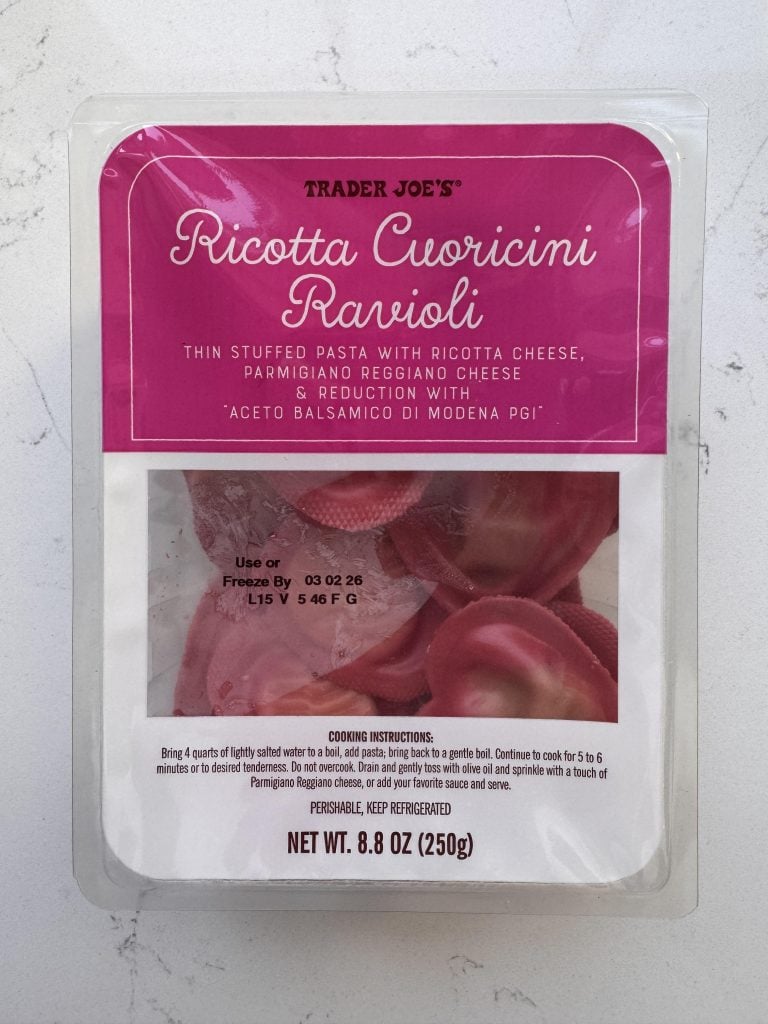 TRADER JOE'S®
Ricotta Cuoricini
Ravioli
THIN STUFFED PASTA WITH RICOTTA CHEESE,
PARMIGIANO REGGIANO CHEESE
& REDUCTION WITH
"ACETO BALSAMICO DI MODENA PGI"
Use or
Freeze By 03 02 26
L15 V 5 46 F G
COOKING INSTRUCTIONS:
Bring 4 quarts of lightly salted water to a boil, add pasta; bring back to a gentle boil. Continue to cook for 5 to 6
minutes or to desired tenderness. Do not overcook. Drain and gently toss with olive oil and sprinkle with a touch of
Parmigiano Reggiano cheese, or add your favorite sauce and serve.
PERISHABLE, KEEP REFRIGERATED
NET WT. 8.8 OZ (250g)